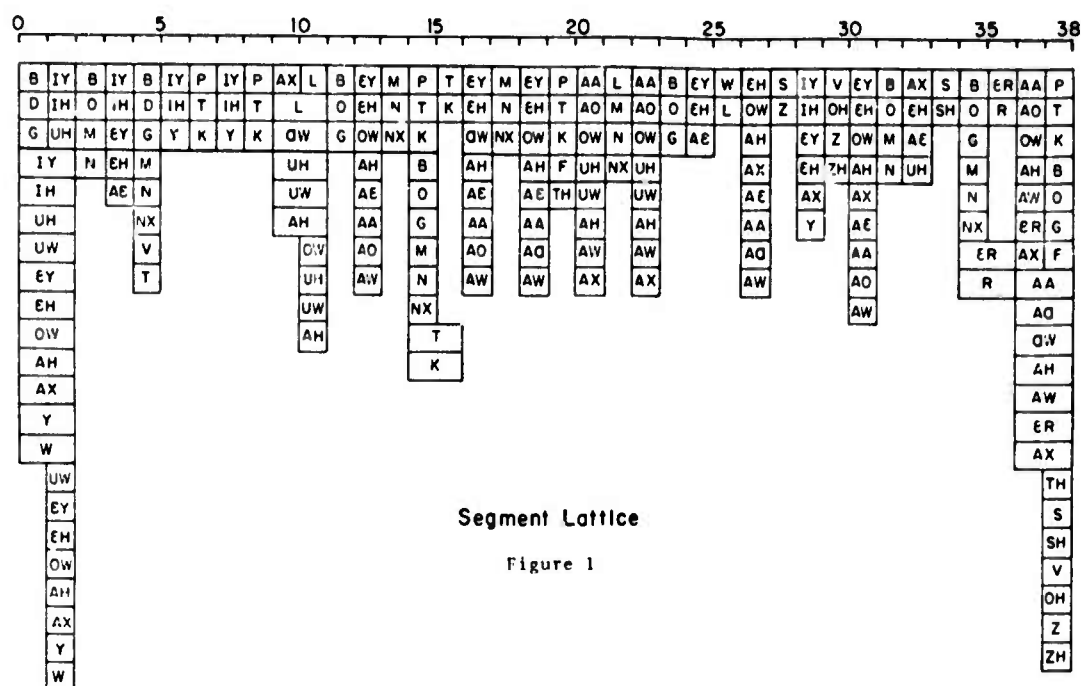 0 5 10 15 20 25 30 35 38
B IY B IY B IY P IY P AX L B EY M P T EY M EY P AA L AA B EY W EH S IY V EY B AX S B ER AA P
D IH O IH D IH T IH T L O EH N T K EH N EH T AO M AO O EH L OW Z IH OH EH O EH SH O R AO T
G UH M EY G Y K Y K OW G OW NX K OW NX OW K OW N OW G AE AH EY Z OW M AE G OW K
IY N EH M UH AH B AH AH F UH NX UH AX EH ZH AH N UH M AH B
IH AE N UW AE O AE AE TH UW UW AE AX AX N AW O
UH NX AH AA G AA AA AH AH AA Y AE NX ER G
UW V OW AO M AO AO AW AW AO AA ER AX F
EY T UH AW N AW AW AX AX AW AO R AA
EH UW NX AW AO
OW AH T OW
AH K AH
AX AW
Y ER
W AX
UW TH
EY S
EH SH
OW V
AH OH
AX Z
Y ZH
W
Segment Lattice
Figure 1